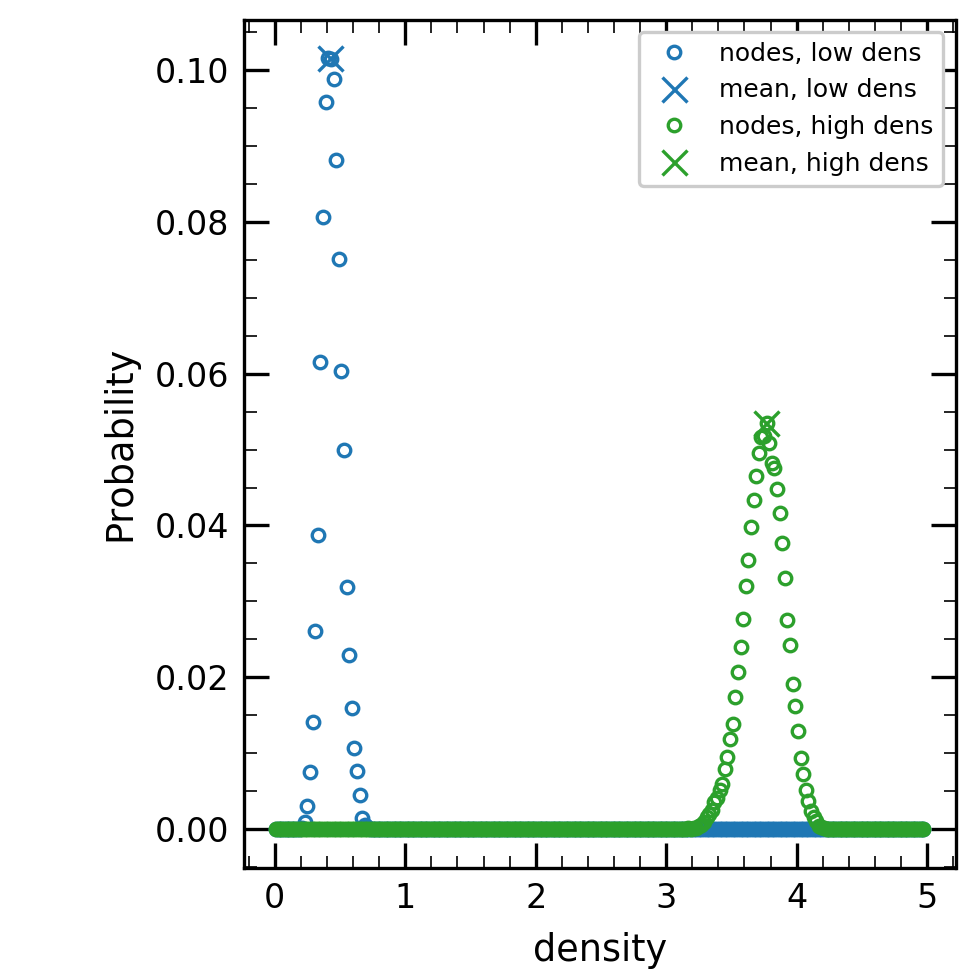 nodes, low dens
mean, low dens
nodes, high dens
mean, high dens
0.10
0.08
0.06
0.04
0.02
0.00
Probability
0 1 2 3 4 5
density